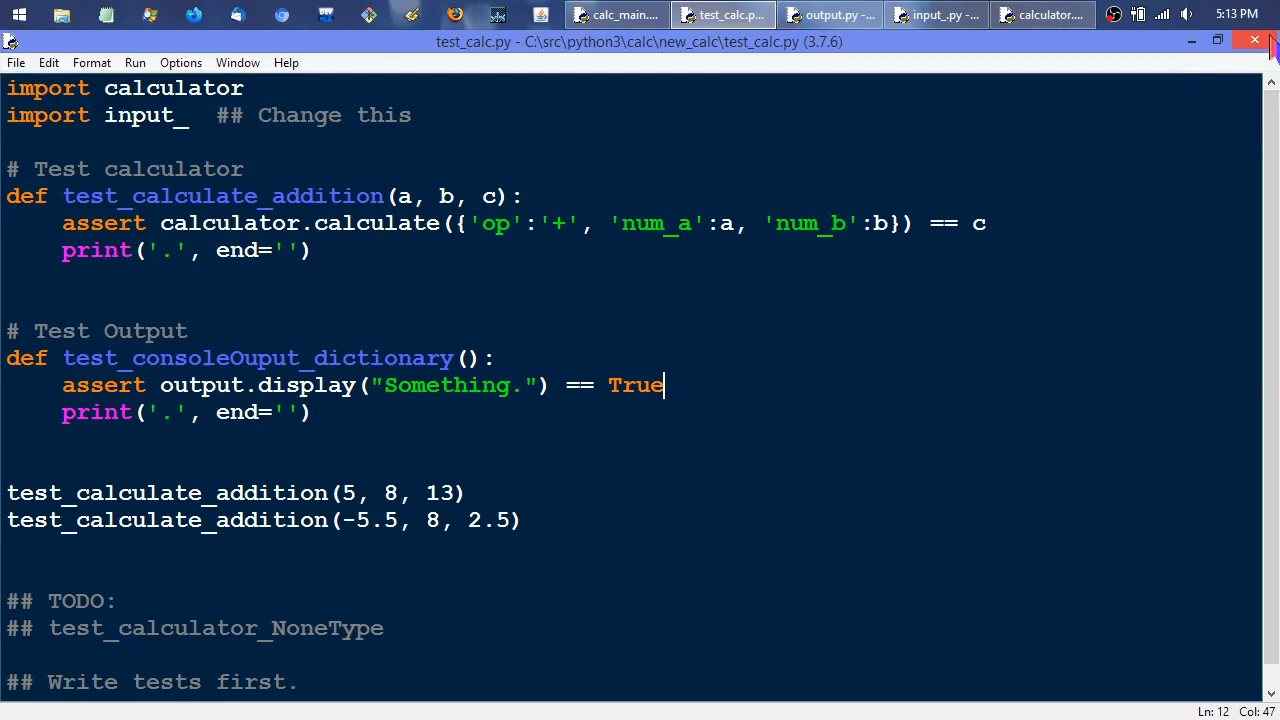 calc_main.... test_calc.p... output.py -... input_.py -... calculator.... 5:13 PM
test_calc.py - C:\src\python3\calc\new_calc\test_calc.py (3.7.6)
File Edit Format Run Options Window Help
import calculator
import input_  ## Change this
# Test calculator
def test_calculate_addition(a, b, c):
    assert calculator.calculate({'op':'+', 'num_a':a, 'num_b':b}) == c
    print('.', end='')
# Test Output
def test_consoleOuput_dictionary():
    assert output.display("Something.") == True
    print('.', end='')
test_calculate_addition(5, 8, 13)
test_calculate_addition(-5.5, 8, 2.5)
## TODO:
## test_calculator_NoneType
## Write tests first.
Ln: 12 Col: 47